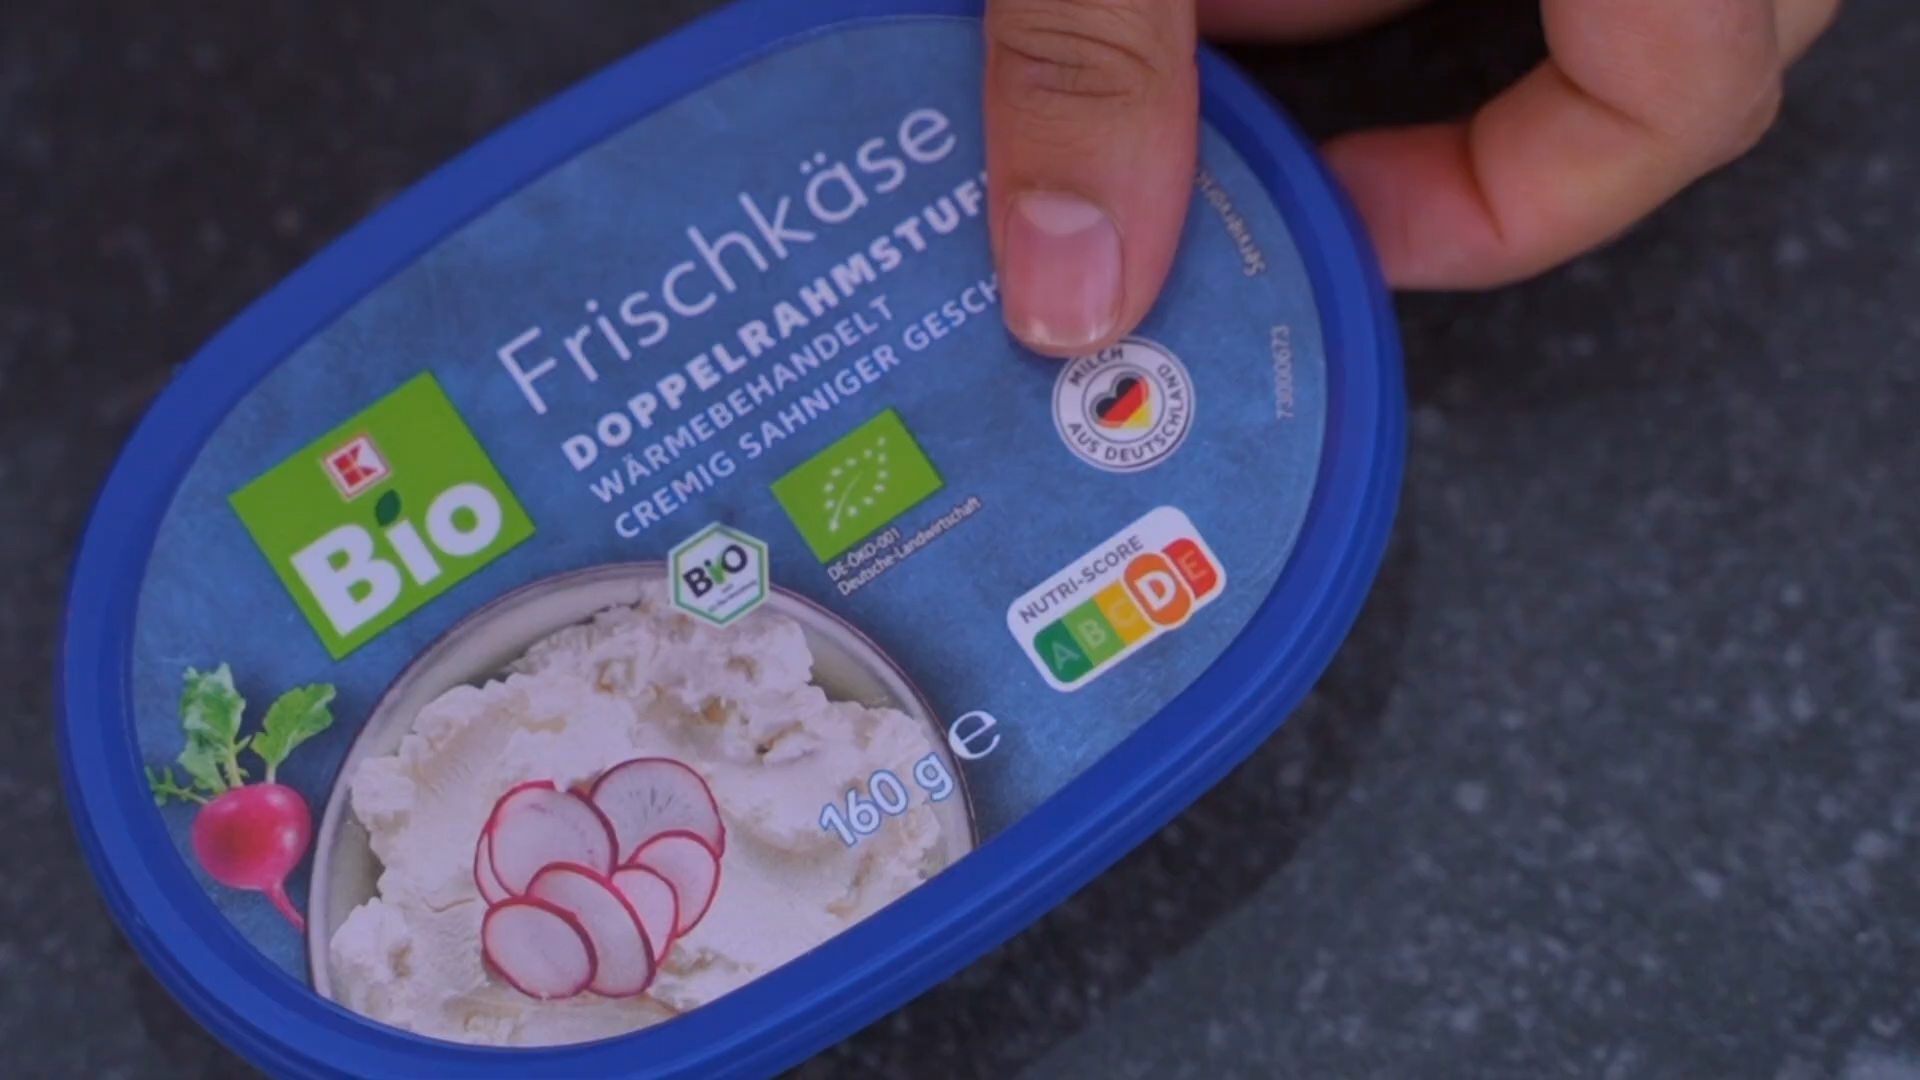 Frischkäse
DOPPELRAHMSTUF
WÄRMEBEHANDELT
CREMIG SAHNIGER GESCH
K
Bio
BiO
DE-ÖKO-001
Deutsche-Landwirtschaft
MILCH
AUS DEUTSCHLAND
NUTRI-SCORE
A B C D E
160 g e
Serviervor
73000673